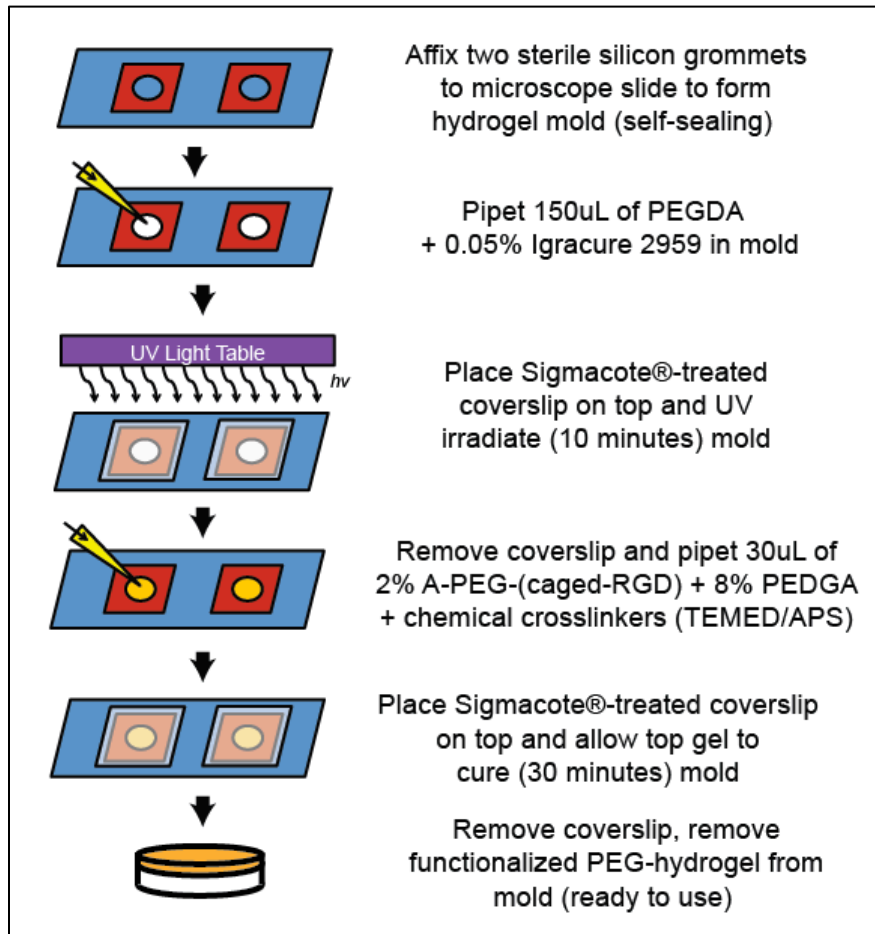 Affix two sterile silicon grommets
to microscope slide to form
hydrogel mold (self-sealing)
Pipet 150uL of PEGDA
+ 0.05% Igracure 2959 in mold
UV Light Table
hv
Place Sigmacote®-treated
coverslip on top and UV
irradiate (10 minutes) mold
Remove coverslip and pipet 30uL of
2% A-PEG-(caged-RGD) + 8% PEDGA
+ chemical crosslinkers (TEMED/APS)
Place Sigmacote®-treated coverslip
on top and allow top gel to
cure (30 minutes) mold
Remove coverslip, remove
functionalized PEG-hydrogel from
mold (ready to use)